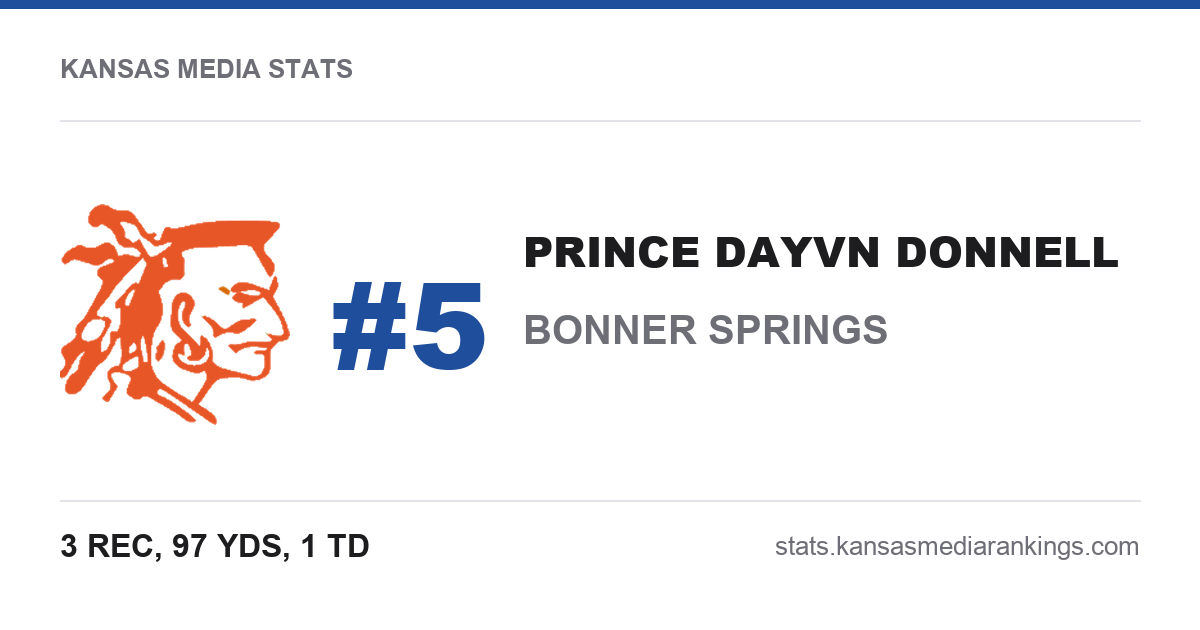 KANSAS MEDIA STATS
#5
PRINCE DAYVN DONNELL
BONNER SPRINGS
3 REC, 97 YDS, 1 TD
stats.kansasmediarankings.com